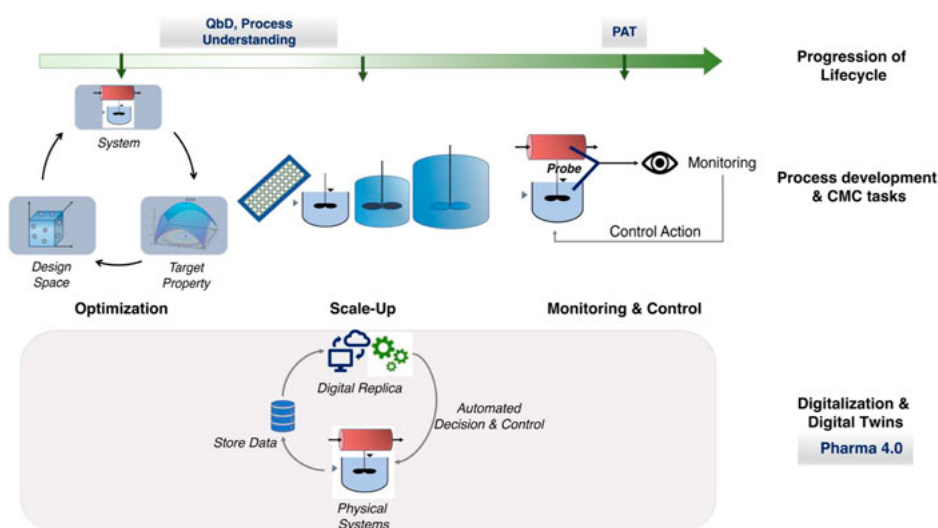 QbD, Process
Understanding
PAT
Progression of
Lifecycle
System
Design
Space
Target
Property
Probe
Monitoring
Control Action
Process development
& CMC tasks
Optimization
Scale-Up
Monitoring & Control
Digital Replica
Store Data
Automated
Decision & Control
Physical
Systems
Digitalization &
Digital Twins
Pharma 4.0